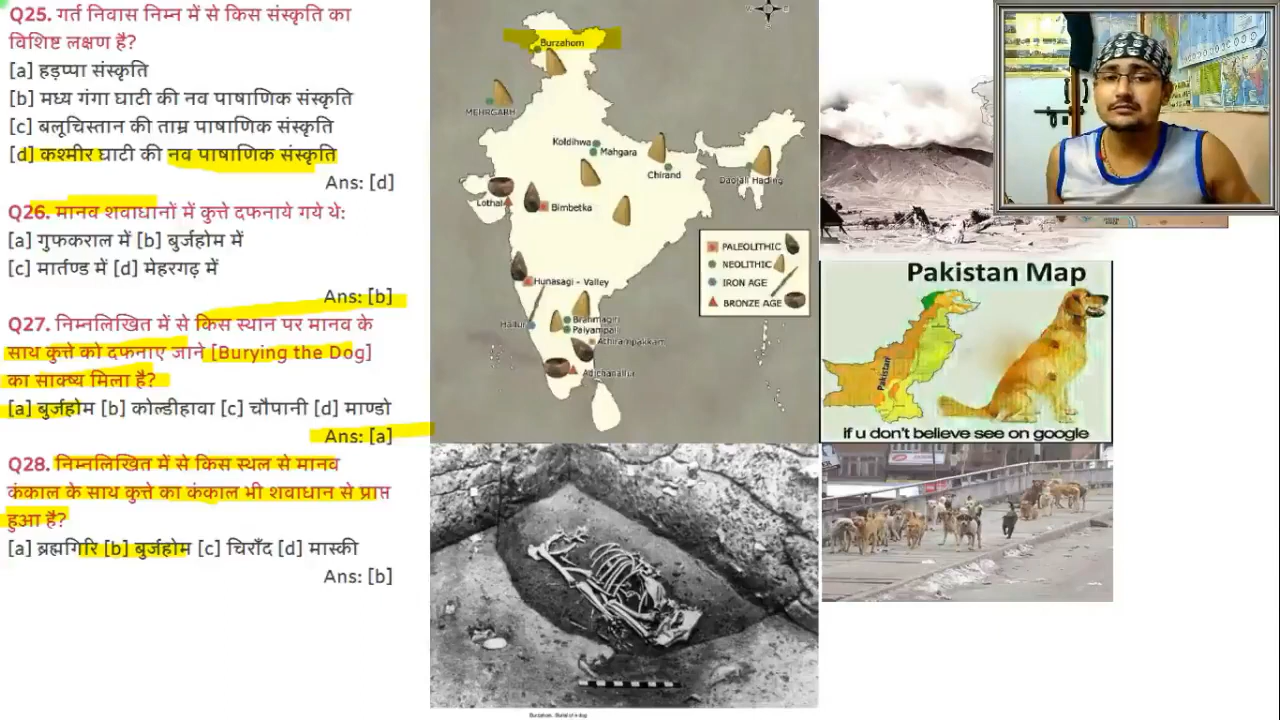 Q25. गर्त निवास निम्न में से किस संस्कृति का
विशिष्ट लक्षण है?
[a] हड़प्पा संस्कृति
[b] मध्य गंगा घाटी की नव पाषाणिक संस्कृति
[c] बलूचिस्तान की ताम्र पाषाणिक संस्कृति
[d] कश्मीर घाटी की नव पाषाणिक संस्कृति
Ans: [d]
Q26. मानव शवाधानों में कुत्ते दफनाये गये थे:
[a] गुफकराल में [b] बुर्जहोम में
[c] मार्तण्ड में [d] मेहरगढ़ में
Ans: [b]
Q27. निम्नलिखित में से किस स्थान पर मानव के
साथ कुत्ते को दफनाए जाने [Burying the Dog]
का साक्ष्य मिला है?
[a] बुर्जहोम [b] कोल्डीहावा [c] चौपानी [d] माण्डो
Ans: [a]
Q28. निम्नलिखित में से किस स्थल से मानव
कंकाल के साथ कुत्ते का कंकाल भी शवाधान से प्राप्त
हुआ है?
[a] ब्रह्मगिरि [b] बुर्जहोम [c] चिराँद [d] मास्की
Ans: [b]
Burzahom
MEHRGARH
Koldihwa
Mahgara
Chirand
Daojali Hading
Lothal
Bimbetka
Hunasagi - Valley
Hallur
Brahmagiri
Paiyampalli
Athirampakkam
Adichanallur
PALEOLITHIC
NEOLITHIC
IRON AGE
BRONZE AGE
Pakistan Map
Pakistan
if u don't believe see on google